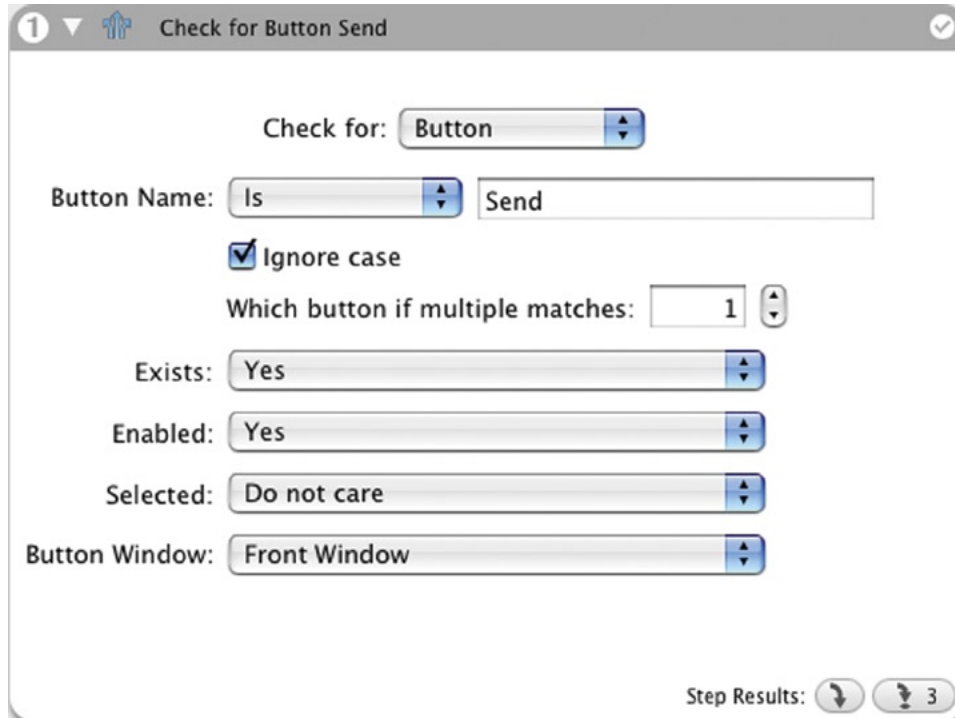 1 Check for Button Send
Check for: Button
Button Name: Is Send
Ignore case
Which button if multiple matches: 1
Exists: Yes
Enabled: Yes
Selected: Do not care
Button Window: Front Window
Step Results: 3